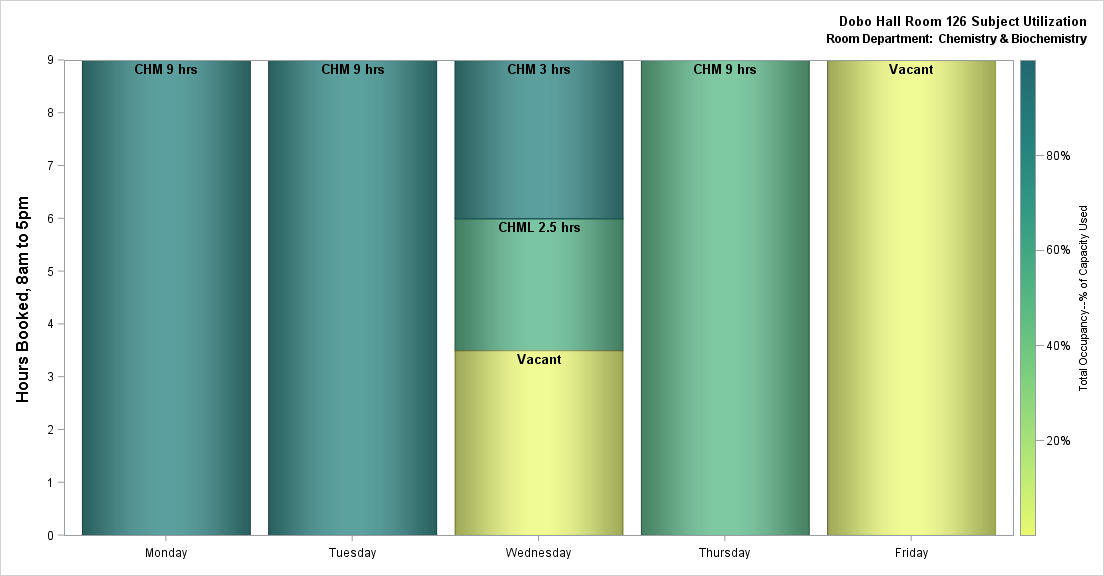 Dobo Hall Room 126 Subject Utilization
Room Department: Chemistry & Biochemistry
Hours Booked, 8am to 5pm
9
8
7
6
5
4
3
2
1
0
CHM 9 hrs
CHM 9 hrs
CHM 3 hrs
CHML 2.5 hrs
Vacant
CHM 9 hrs
Vacant
Monday
Tuesday
Wednesday
Thursday
Friday
80%
60%
40%
20%
Total Occupancy--% of Capacity Used